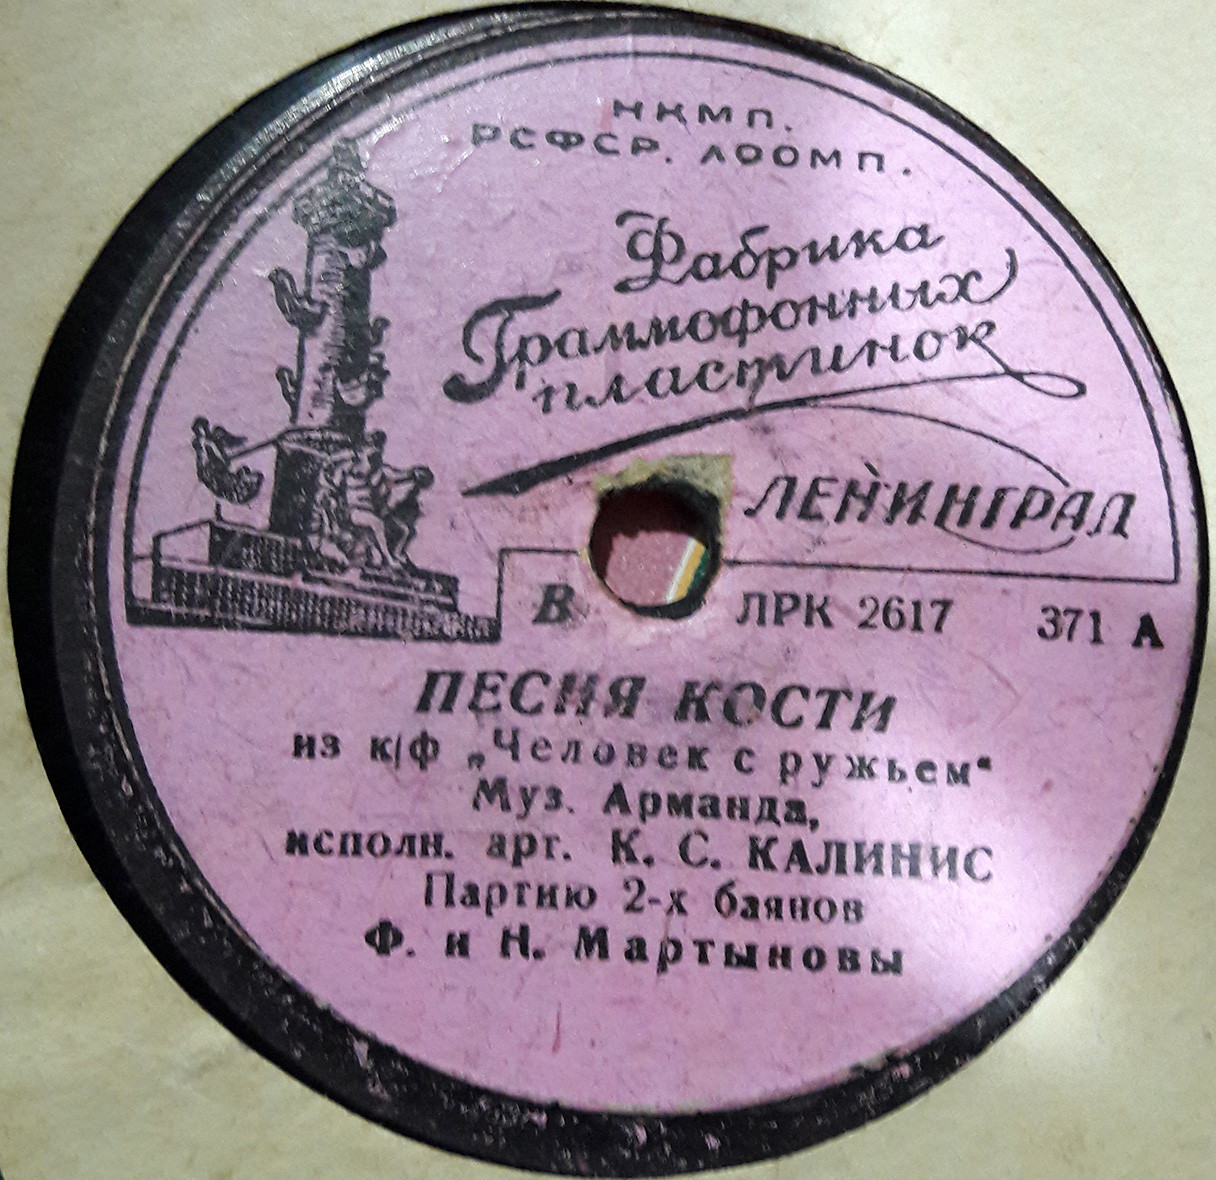 НКМП.
РСФСР. ЛООМП.
Фабрика
Граммофонных
пластинок
ЛЕНИНГРАД
В ЛРК 2617 371 А
ПЕСНЯ КОСТИ
из к/ф „Человек с ружьем“
Муз. Арманда,
исполн. арт. К. С. КАЛИНИС
Партию 2-х баянов
Ф. и Н. Мартыновы